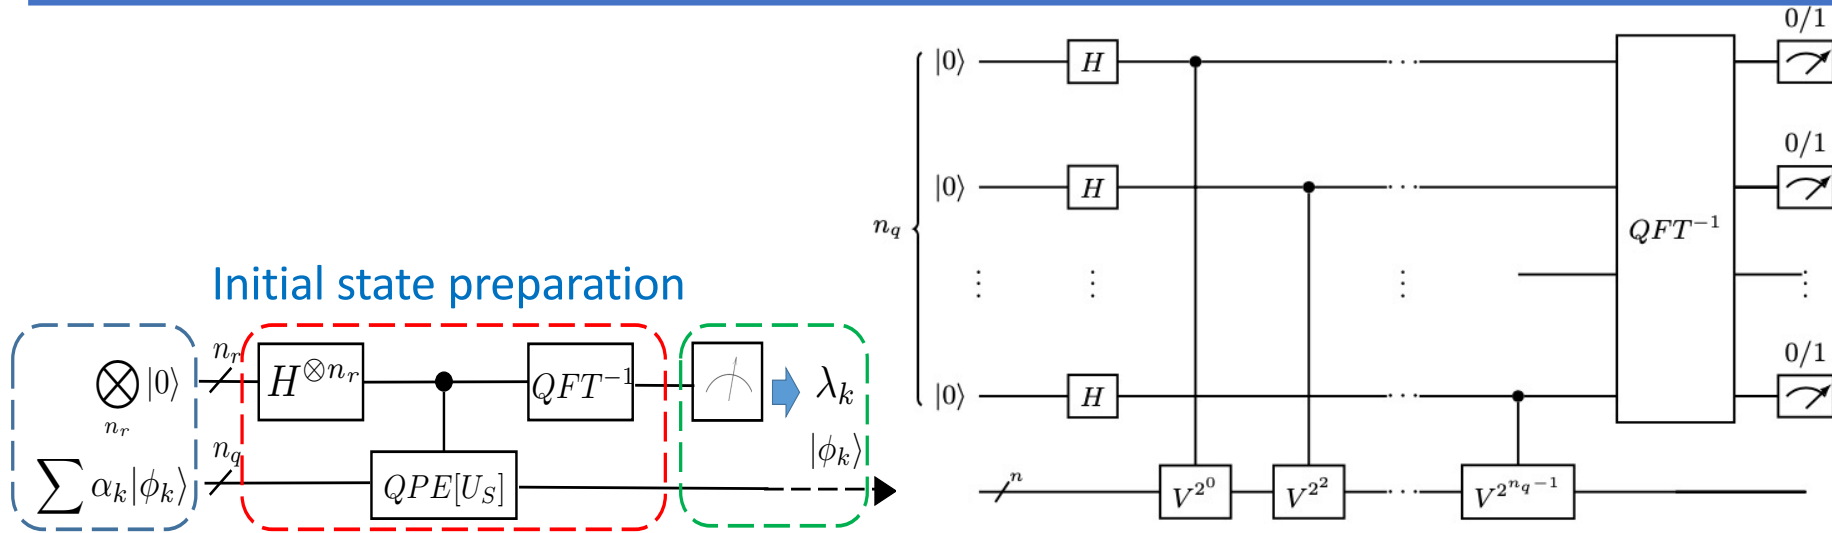 Initial state preparation
n_r
⊗ |0⟩
n_r
H^{⊗n_r}
QFT^{-1}
λ_k
n_q
∑ α_k|ϕ_k⟩
QPE[U_S]
|ϕ_k⟩
0/1
|0⟩ H ···
0/1
|0⟩ H ···
n_q
QFT^{-1}
⋮ ⋮ ⋮ ⋮
0/1
|0⟩ H ···
n
V^{2^0} V^{2^2} ··· V^{2^{n_q-1}}